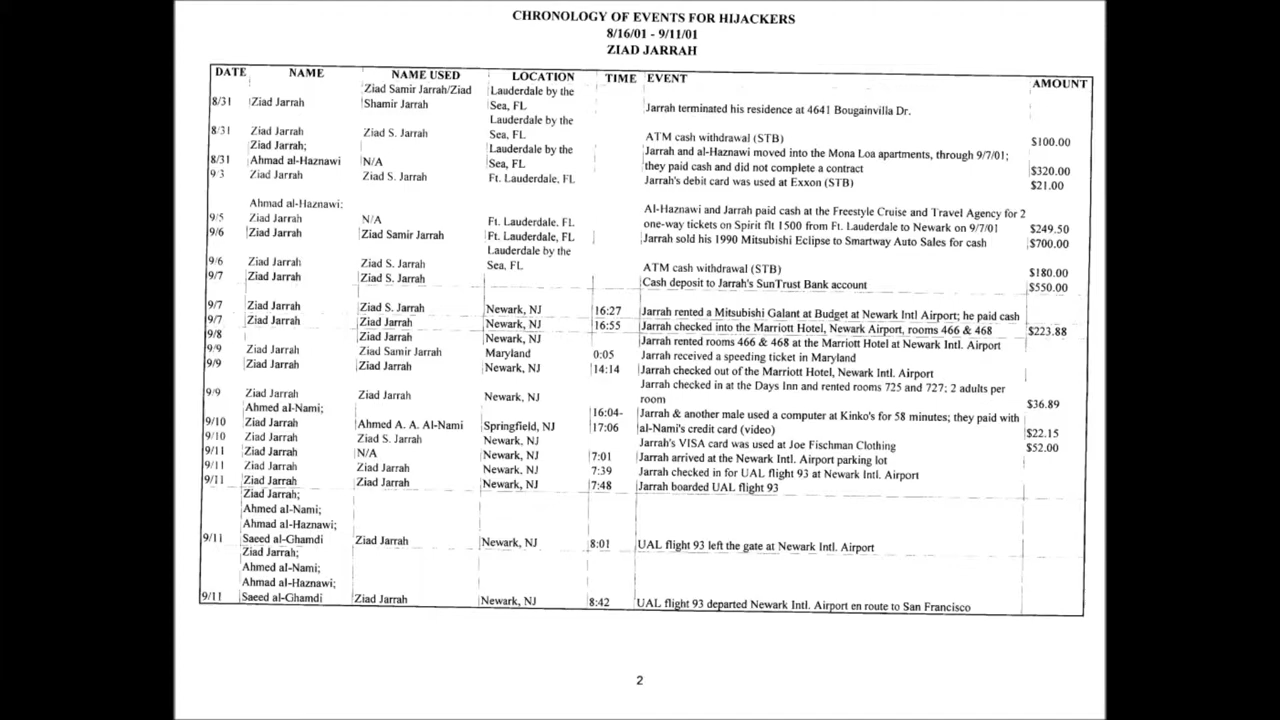 CHRONOLOGY OF EVENTS FOR HIJACKERS
8/16/01 - 9/11/01
ZIAD JARRAH
DATE NAME NAME USED LOCATION TIME EVENT AMOUNT
Ziad Samir Jarrah/Ziad Lauderdale by the
8/31 Ziad Jarrah Shamir Jarrah Sea, FL Jarrah terminated his residence at 4641 Bougainvilla Dr.
Lauderdale by the
8/31 Ziad Jarrah Ziad S. Jarrah Sea, FL ATM cash withdrawal (STB) $100.00
Ziad Jarrah; Lauderdale by the Jarrah and al-Haznawi moved into the Mona Loa apartments, through 9/7/01;
8/31 Ahmad al-Haznawi N/A Sea, FL they paid cash and did not complete a contract $320.00
9/3 Ziad Jarrah Ziad S. Jarrah Ft. Lauderdale, FL Jarrah's debit card was used at Exxon (STB) $21.00
Ahmad al-Haznawi; Al-Haznawi and Jarrah paid cash at the Freestyle Cruise and Travel Agency for 2
9/5 Ziad Jarrah N/A Ft. Lauderdale, FL one-way tickets on Spirit flt 1500 from Ft. Lauderdale to Newark on 9/7/01 $249.50
9/6 Ziad Jarrah Ziad Samir Jarrah Ft. Lauderdale, FL Jarrah sold his 1990 Mitsubishi Eclipse to Smartway Auto Sales for cash $700.00
Lauderdale by the
9/6 Ziad Jarrah Ziad S. Jarrah Sea, FL ATM cash withdrawal (STB) $180.00
9/7 Ziad Jarrah Ziad S. Jarrah Cash deposit to Jarrah's SunTrust Bank account $550.00
9/7 Ziad Jarrah Ziad S. Jarrah Newark, NJ 16:27 Jarrah rented a Mitsubishi Galant at Budget at Newark Intl Airport; he paid cash
9/7 Ziad Jarrah Ziad Jarrah Newark, NJ 16:55 Jarrah checked into the Marriott Hotel, Newark Airport, rooms 466 & 468 $223.88
9/8 Ziad Jarrah Newark, NJ Jarrah rented rooms 466 & 468 at the Marriott Hotel at Newark Intl. Airport
9/9 Ziad Jarrah Ziad Samir Jarrah Maryland 0:05 Jarrah received a speeding ticket in Maryland
9/9 Ziad Jarrah Ziad Jarrah Newark, NJ 14:14 Jarrah checked out of the Marriott Hotel, Newark Intl. Airport
Jarrah checked in at the Days Inn and rented rooms 725 and 727; 2 adults per
9/9 Ziad Jarrah Ziad Jarrah Newark, NJ room $36.89
Ahmed al-Nami; 16:04- Jarrah & another male used a computer at Kinko's for 58 minutes; they paid with
9/10 Ziad Jarrah Ahmed A. A. Al-Nami Springfield, NJ 17:06 al-Nami's credit card (video) $22.15
9/10 Ziad Jarrah Ziad S. Jarrah Newark, NJ Jarrah's VISA card was used at Joe Fischman Clothing $52.00
9/11 Ziad Jarrah N/A Newark, NJ 7:01 Jarrah arrived at the Newark Intl. Airport parking lot
9/11 Ziad Jarrah Ziad Jarrah Newark, NJ 7:39 Jarrah checked in for UAL flight 93 at Newark Intl. Airport
9/11 Ziad Jarrah Ziad Jarrah Newark, NJ 7:48 Jarrah boarded UAL flight 93
Ziad Jarrah;
Ahmed al-Nami;
Ahmad al-Haznawi;
9/11 Saeed al-Ghamdi Ziad Jarrah Newark, NJ 8:01 UAL flight 93 left the gate at Newark Intl. Airport
Ziad Jarrah;
Ahmed al-Nami;
Ahmad al-Haznawi;
9/11 Saeed al-Ghamdi Ziad Jarrah Newark, NJ 8:42 UAL flight 93 departed Newark Intl. Airport en route to San Francisco
2